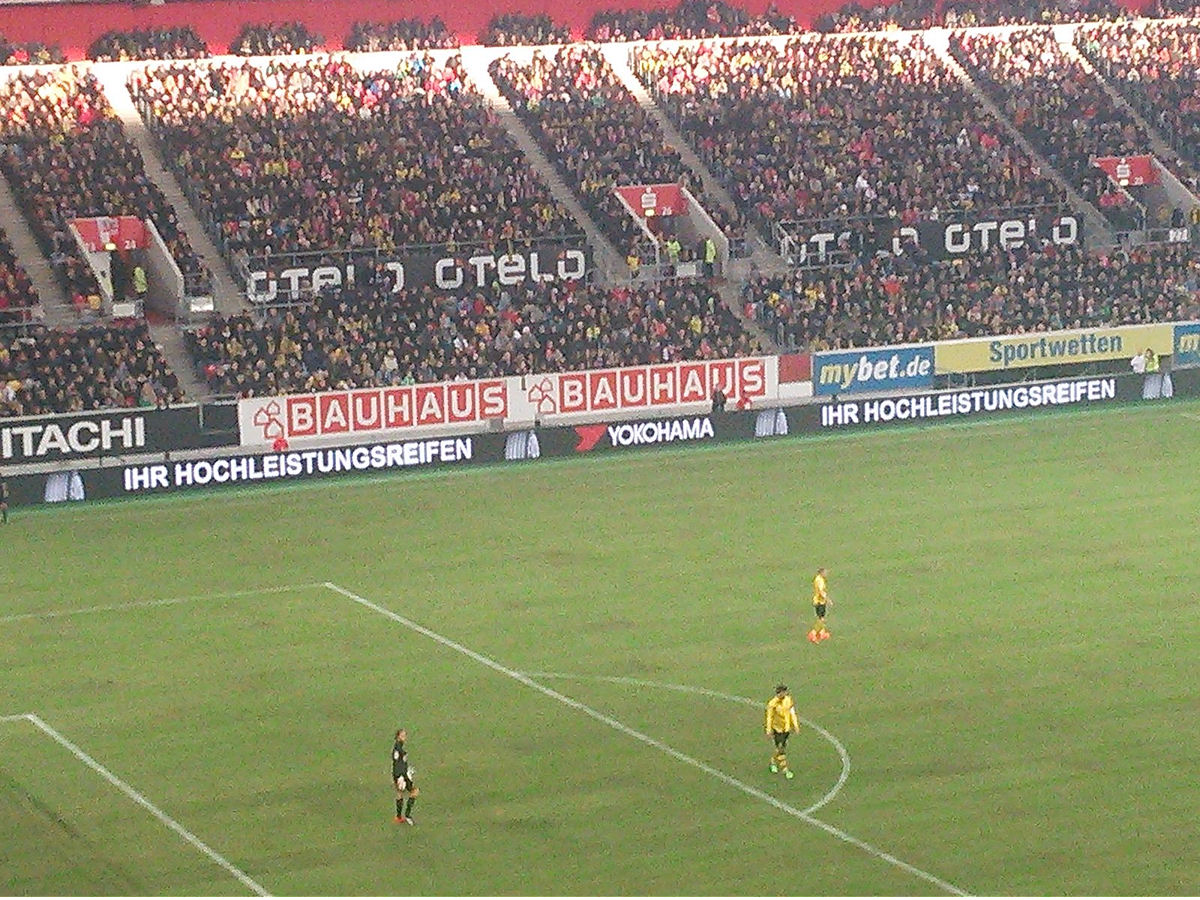 OTELO OTELO
OTELO OTELO
BAUHAUS BAUHAUS
mybet.de Sportwetten
ITACHI
IHR HOCHLEISTUNGSREIFEN YOKOHAMA IHR HOCHLEISTUNGSREIFEN